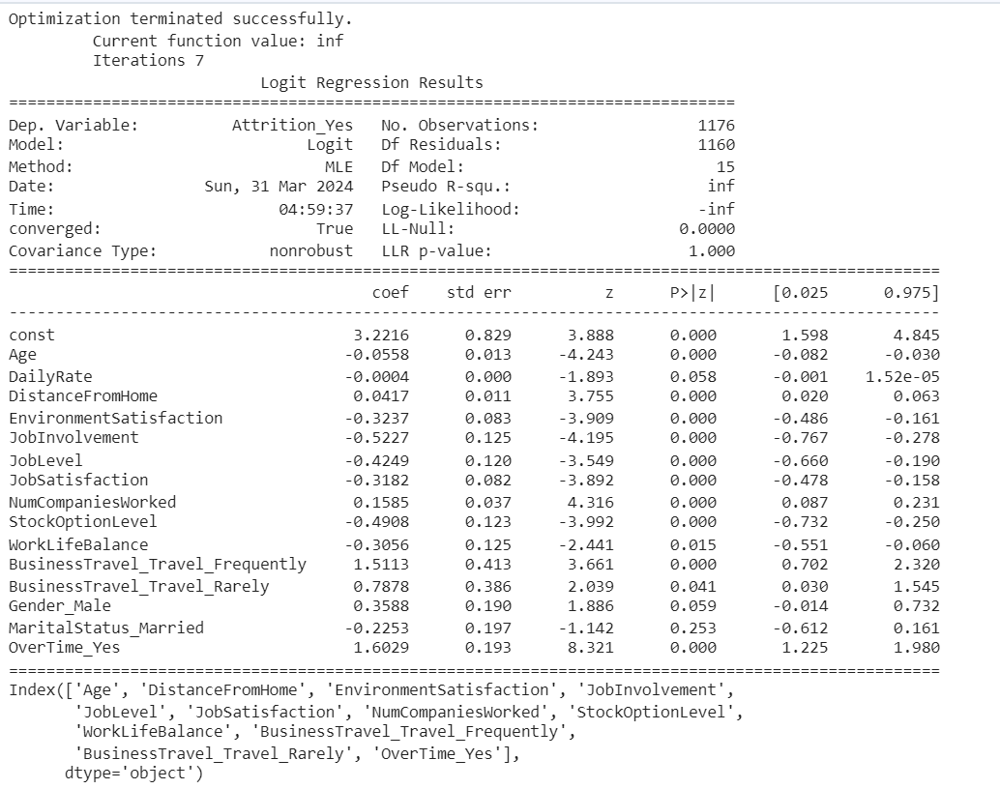 Optimization terminated successfully.
         Current function value: inf
         Iterations 7
                           Logit Regression Results
==============================================================================
Dep. Variable:          Attrition_Yes   No. Observations:                 1176
Model:                          Logit   Df Residuals:                     1160
Method:                           MLE   Df Model:                           15
Date:                Sun, 31 Mar 2024   Pseudo R-squ.:                     inf
Time:                        04:59:37   Log-Likelihood:                   -inf
converged:                       True   LL-Null:                        0.0000
Covariance Type:            nonrobust   LLR p-value:                     1.000
====================================================================================================
                                       coef    std err          z      P>|z|      [0.025      0.975]
----------------------------------------------------------------------------------------------------
const                                3.2216      0.829      3.888      0.000       1.598       4.845
Age                                 -0.0558      0.013     -4.243      0.000      -0.082      -0.030
DailyRate                           -0.0004      0.000     -1.893      0.058      -0.001    1.52e-05
DistanceFromHome                     0.0417      0.011      3.755      0.000       0.020       0.063
EnvironmentSatisfaction             -0.3237      0.083     -3.909      0.000      -0.486      -0.161
JobInvolvement                      -0.5227      0.125     -4.195      0.000      -0.767      -0.278
JobLevel                            -0.4249      0.120     -3.549      0.000      -0.660      -0.190
JobSatisfaction                     -0.3182      0.082     -3.892      0.000      -0.478      -0.158
NumCompaniesWorked                   0.1585      0.037      4.316      0.000       0.087       0.231
StockOptionLevel                    -0.4908      0.123     -3.992      0.000      -0.732      -0.250
WorkLifeBalance                     -0.3056      0.125     -2.441      0.015      -0.551      -0.060
BusinessTravel_Travel_Frequently     1.5113      0.413      3.661      0.000       0.702       2.320
BusinessTravel_Travel_Rarely         0.7878      0.386      2.039      0.041       0.030       1.545
Gender_Male                          0.3588      0.190      1.886      0.059      -0.014       0.732
MaritalStatus_Married               -0.2253      0.197     -1.142      0.253      -0.612       0.161
OverTime_Yes                         1.6029      0.193      8.321      0.000       1.225       1.980
====================================================================================================
Index(['Age', 'DistanceFromHome', 'EnvironmentSatisfaction', 'JobInvolvement',
       'JobLevel', 'JobSatisfaction', 'NumCompaniesWorked', 'StockOptionLevel',
       'WorkLifeBalance', 'BusinessTravel_Travel_Frequently',
       'BusinessTravel_Travel_Rarely', 'OverTime_Yes'],
      dtype='object')